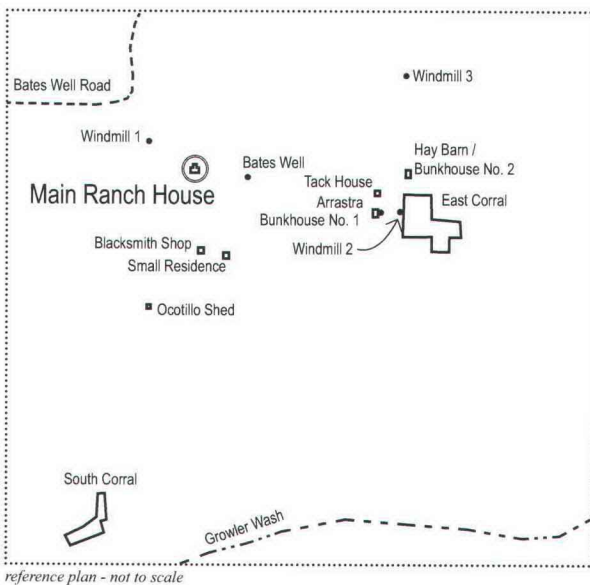 Bates Well Road
Windmill 3
Windmill 1
Hay Barn /
Bunkhouse No. 2
Bates Well
Tack House
Main Ranch House
Arrastra
East Corral
Bunkhouse No. 1
Blacksmith Shop
Windmill 2
Small Residence
Ocotillo Shed
South Corral
Growler Wash
reference plan - not to scale